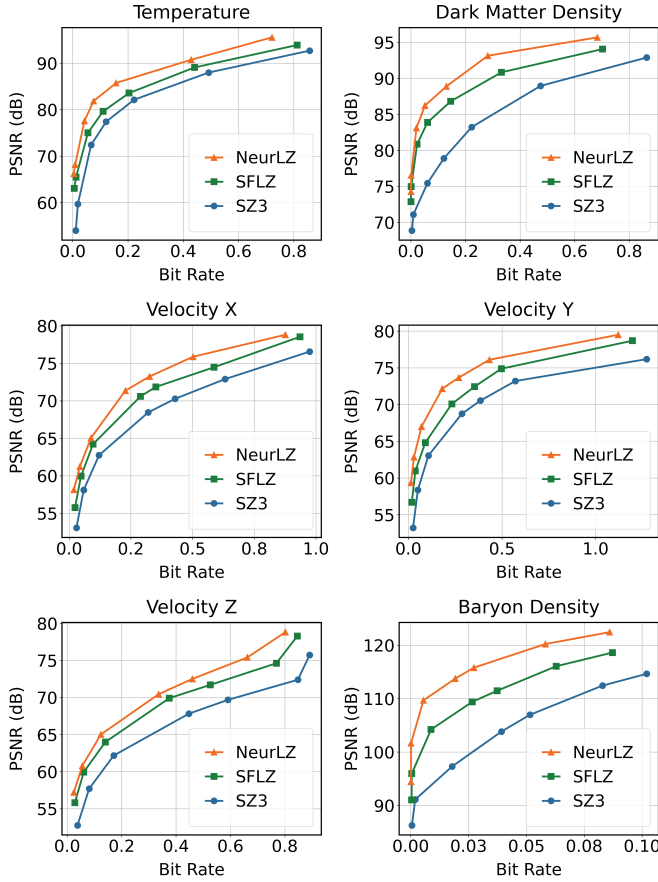 Temperature
PSNR (dB)
90
80
70
60
0.0 0.2 0.4 0.6 0.8
Bit Rate
NeurLZ
SFLZ
SZ3
Dark Matter Density
PSNR (dB)
95
90
85
80
75
70
0.0 0.2 0.4 0.6 0.8
Bit Rate
NeurLZ
SFLZ
SZ3
Velocity X
PSNR (dB)
80
75
70
65
60
55
0.0 0.2 0.5 0.8 1.0
Bit Rate
NeurLZ
SFLZ
SZ3
Velocity Y
PSNR (dB)
80
75
70
65
60
55
0.0 0.5 1.0
Bit Rate
NeurLZ
SFLZ
SZ3
Velocity Z
PSNR (dB)
80
75
70
65
60
55
0.0 0.2 0.4 0.6 0.8
Bit Rate
NeurLZ
SFLZ
SZ3
Baryon Density
PSNR (dB)
120
110
100
90
0.00 0.03 0.05 0.08 0.10
Bit Rate
NeurLZ
SFLZ
SZ3